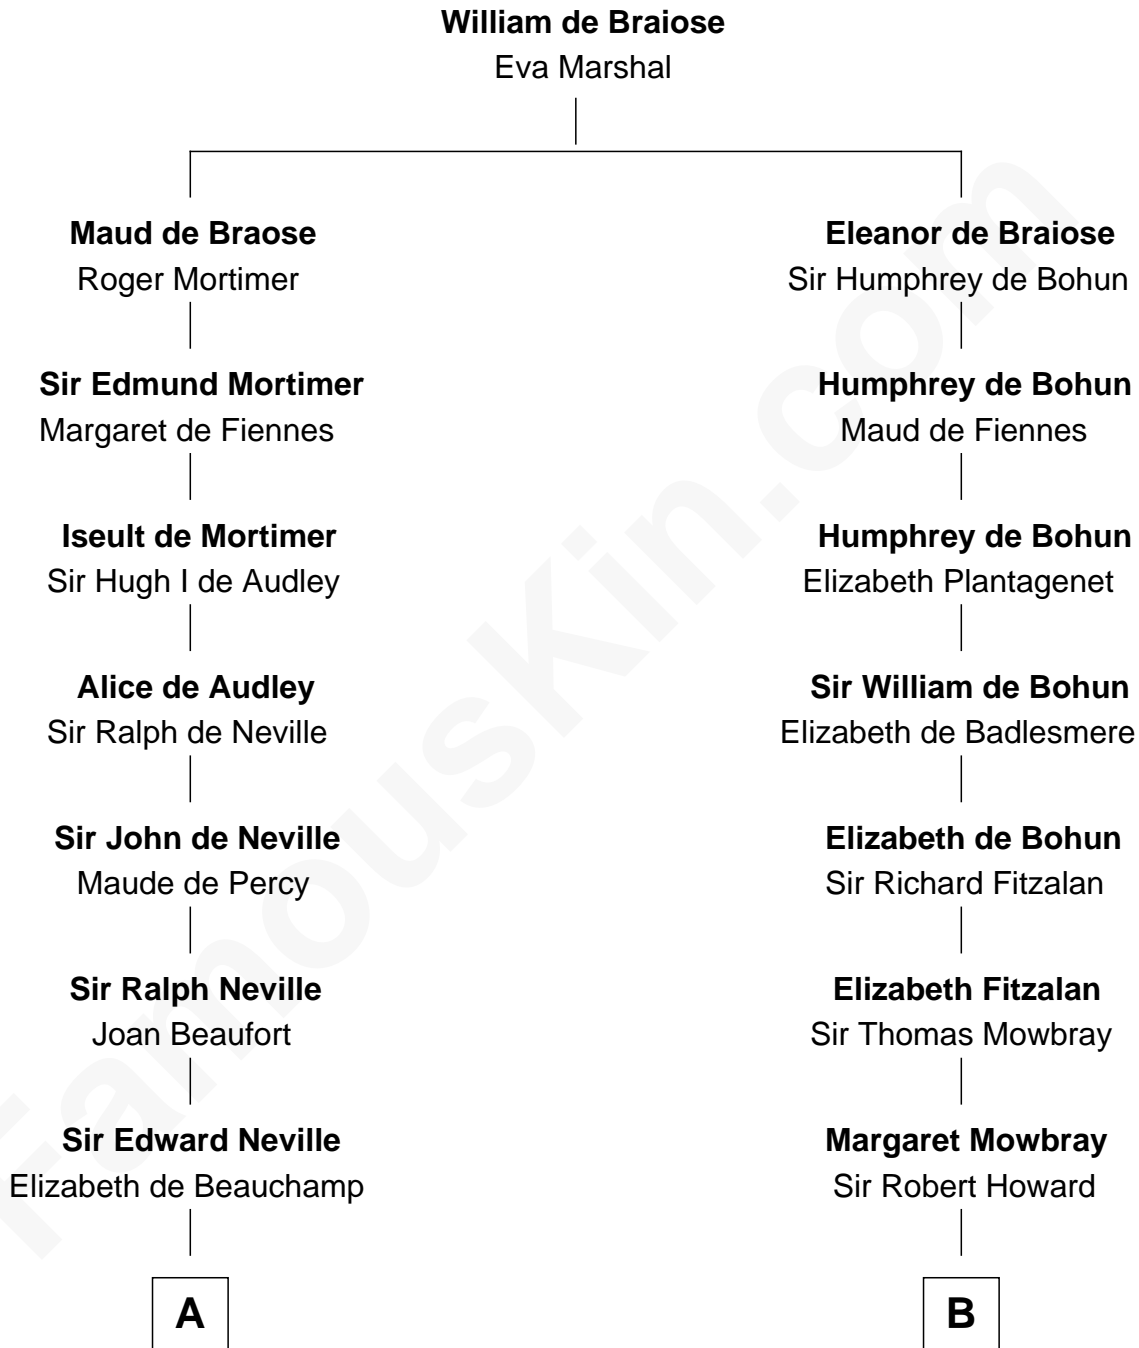 William de Braiose
Eva Marshal
Maud de Braose
Roger Mortimer
Eleanor de Braiose
Sir Humphrey de Bohun
Sir Edmund Mortimer
Margaret de Fiennes
Humphrey de Bohun
Maud de Fiennes
Iseult de Mortimer
Sir Hugh I de Audley
Humphrey de Bohun
Elizabeth Plantagenet
Alice de Audley
Sir Ralph de Neville
Sir William de Bohun
Elizabeth de Badlesmere
Sir John de Neville
Maude de Percy
Elizabeth de Bohun
Sir Richard Fitzalan
Sir Ralph Neville
Joan Beaufort
Elizabeth Fitzalan
Sir Thomas Mowbray
Sir Edward Neville
Elizabeth de Beauchamp
Margaret Mowbray
Sir Robert Howard
A
B
FamousKin.com